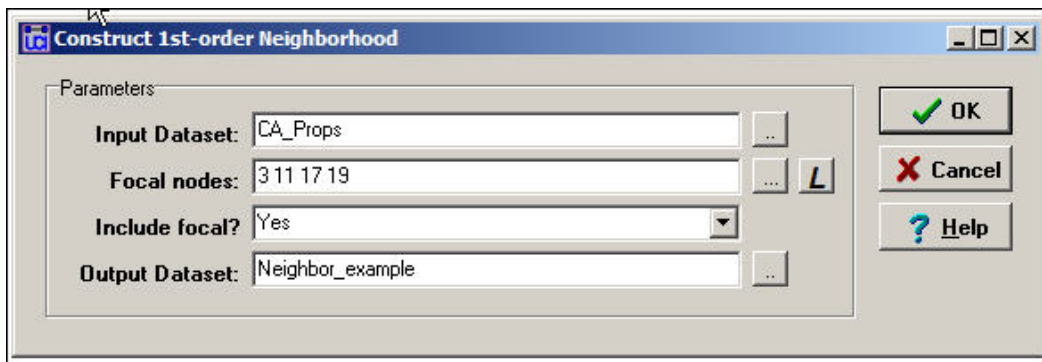 Construct 1st-order Neighborhood
Parameters
Input Dataset: CA_Props ..
Focal nodes: 3 11 17 19 ... L
Include focal? Yes
Output Dataset: Neighbor_example ..
OK
Cancel
? Help